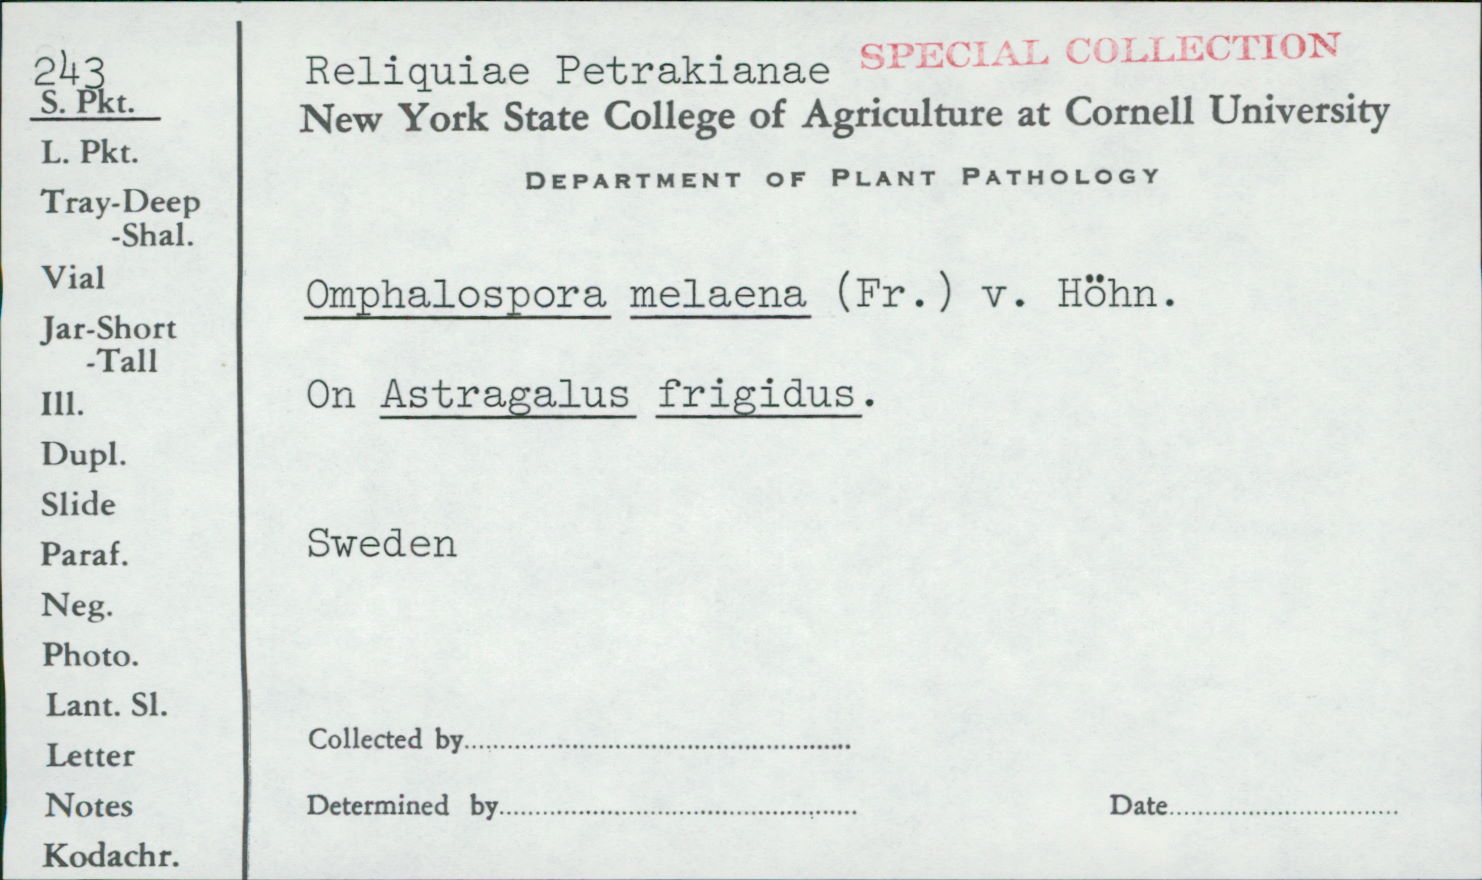 243
S. Pkt.
L. Pkt.
Tray-Deep
-Shal.
Vial
Jar-Short
-Tall
Ill.
Dupl.
Slide
Paraf.
Neg.
Photo.
Lant. Sl.
Letter
Notes
Kodachr.
Reliquiae Petrakianae SPECIAL COLLECTION
New York State College of Agriculture at Cornell University
DEPARTMENT OF PLANT PATHOLOGY
Omphalospora melaena (Fr.) v. Höhn.
On Astragalus frigidus.
Sweden
Collected by
Determined by Date